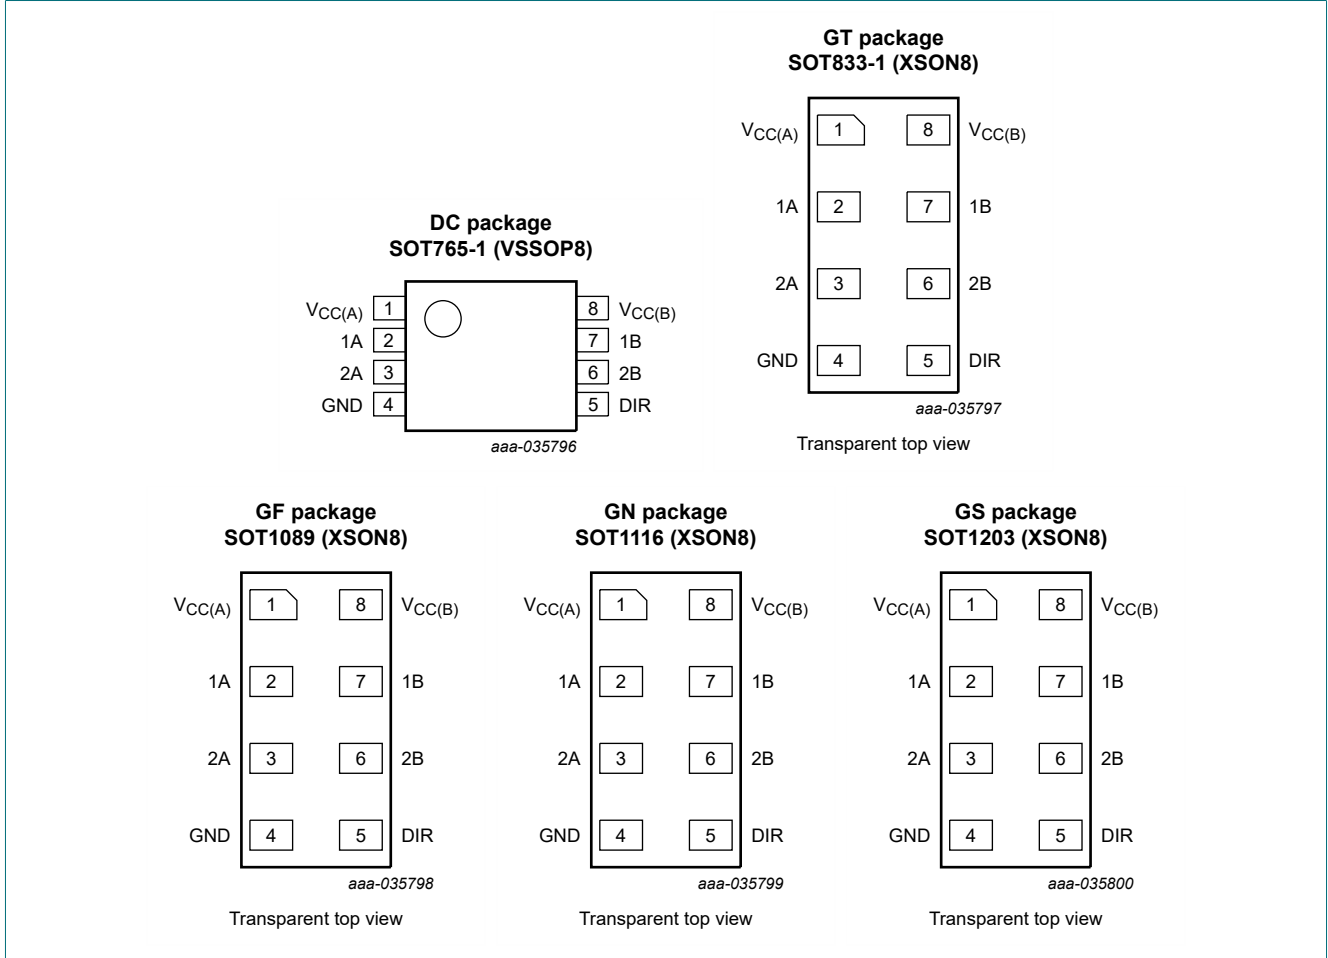 GT package
SOT833-1 (XSON8)
VCC(A) 1 8 VCC(B)
1A 2 7 1B
2A 3 6 2B
GND 4 5 DIR
aaa-035797
Transparent top view
DC package
SOT765-1 (VSSOP8)
VCC(A) 1 8 VCC(B)
1A 2 7 1B
2A 3 6 2B
GND 4 5 DIR
aaa-035796
GF package
SOT1089 (XSON8)
VCC(A) 1 8 VCC(B)
1A 2 7 1B
2A 3 6 2B
GND 4 5 DIR
aaa-035798
Transparent top view
GN package
SOT1116 (XSON8)
VCC(A) 1 8 VCC(B)
1A 2 7 1B
2A 3 6 2B
GND 4 5 DIR
aaa-035799
Transparent top view
GS package
SOT1203 (XSON8)
VCC(A) 1 8 VCC(B)
1A 2 7 1B
2A 3 6 2B
GND 4 5 DIR
aaa-035800
Transparent top view